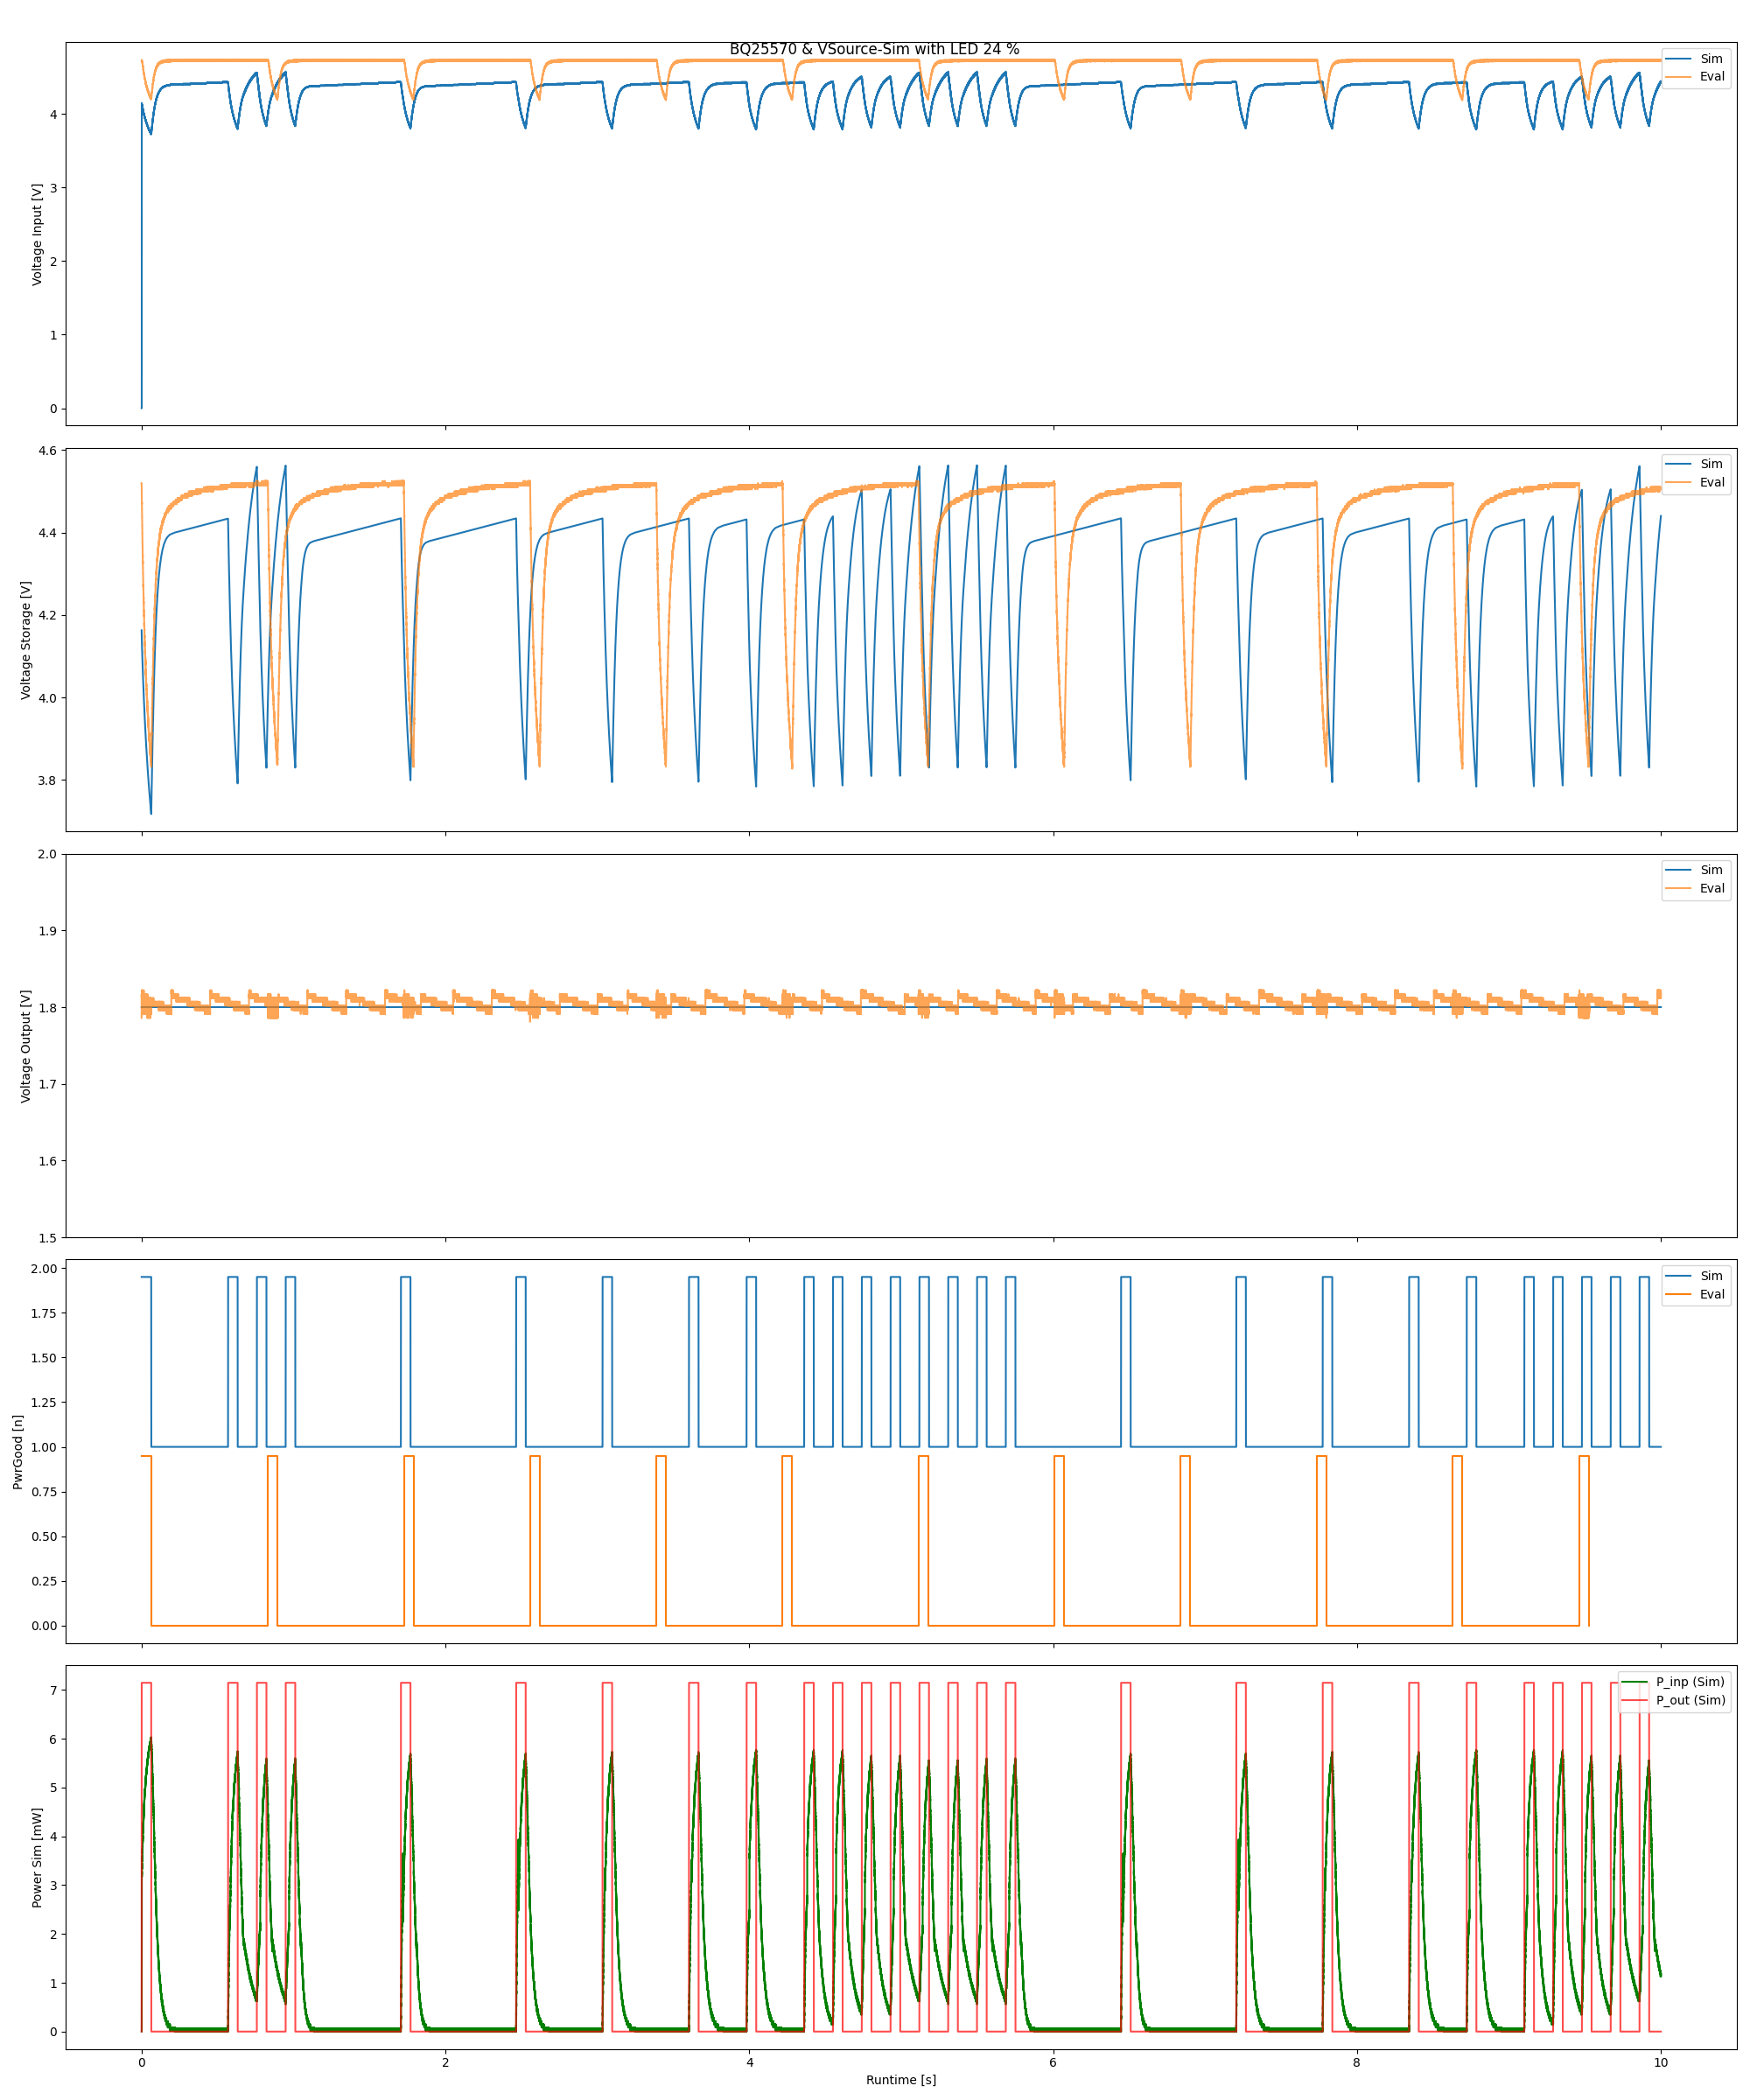 BQ25570 & VSource-Sim with LED 24 %
Voltage Input [V]
4
3
2
1
0
Sim
Eval
Voltage Storage [V]
4.6
4.4
4.2
4.0
3.8
Sim
Eval
Voltage Output [V]
2.0
1.9
1.8
1.7
1.6
1.5
Sim
Eval
PwrGood [n]
2.00
1.75
1.50
1.25
1.00
0.75
0.50
0.25
0.00
Sim
Eval
Power Sim [mW]
7
6
5
4
3
2
1
0
P_inp (Sim)
P_out (Sim)
0 2 4 6 8 10
Runtime [s]